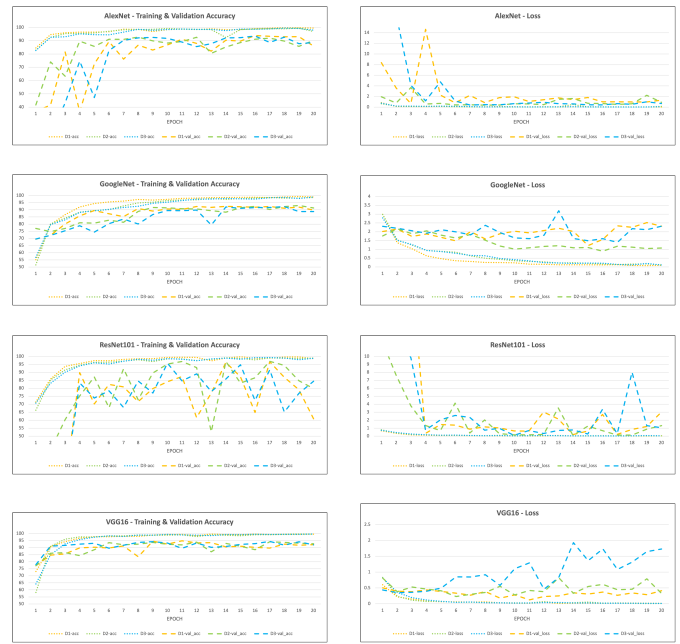 AlexNet - Training & Validation Accuracy
100
90
80
70
60
50
40
1 2 3 4 5 6 7 8 9 10 11 12 13 14 15 16 17 18 19 20
EPOCH
D1-acc D2-acc D3-acc D1-val_acc D2-val_acc D3-val_acc
AlexNet - Loss
14
12
10
8
6
4
2
0
1 2 3 4 5 6 7 8 9 10 11 12 13 14 15 16 17 18 19 20
EPOCH
D1-loss D2-loss D3-loss D1-val_loss D2-val_loss D3-val_loss
GoogleNet - Training & Validation Accuracy
100
95
90
85
80
75
70
65
60
55
50
1 2 3 4 5 6 7 8 9 10 11 12 13 14 15 16 17 18 19 20
EPOCH
D1-acc D2-acc D3-acc D1-val_acc D2-val_acc D3-val_acc
GoogleNet - Loss
4
3.5
3
2.5
2
1.5
1
0.5
0
1 2 3 4 5 6 7 8 9 10 11 12 13 14 15 16 17 18 19 20
EPOCH
D1-loss D2-loss D3-loss D1-val_loss D2-val_loss D3-val_loss
ResNet101 - Training & Validation Accuracy
100
95
90
85
80
75
70
65
60
55
50
1 2 3 4 5 6 7 8 9 10 11 12 13 14 15 16 17 18 19 20
EPOCH
D1-acc D2-acc D3-acc D1-val_acc D2-val_acc D3-val_acc
ResNet101 - Loss
10
9
8
7
6
5
4
3
2
1
0
1 2 3 4 5 6 7 8 9 10 11 12 13 14 15 16 17 18 19 20
EPOCH
D1-loss D2-loss D3-loss D1-val_loss D2-val_loss D3-val_loss
VGG16 - Training & Validation Accuracy
100
90
80
70
60
50
1 2 3 4 5 6 7 8 9 10 11 12 13 14 15 16 17 18 19 20
EPOCH
D1-acc D2-acc D3-acc D1-val_acc D2-val_acc D3-val_acc
VGG16 - Loss
2.5
2
1.5
1
0.5
0
1 2 3 4 5 6 7 8 9 10 11 12 13 14 15 16 17 18 19 20
EPOCH
D1-loss D2-loss D3-loss D1-val_loss D2-val_loss D3-val_loss